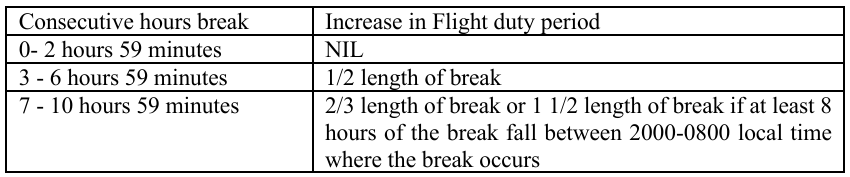 Consecutive hours break Increase in Flight duty period
0- 2 hours 59 minutes NIL
3 - 6 hours 59 minutes 1/2 length of break
7 - 10 hours 59 minutes 2/3 length of break or 1 1/2 length of break if at least 8
hours of the break fall between 2000-0800 local time
where the break occurs